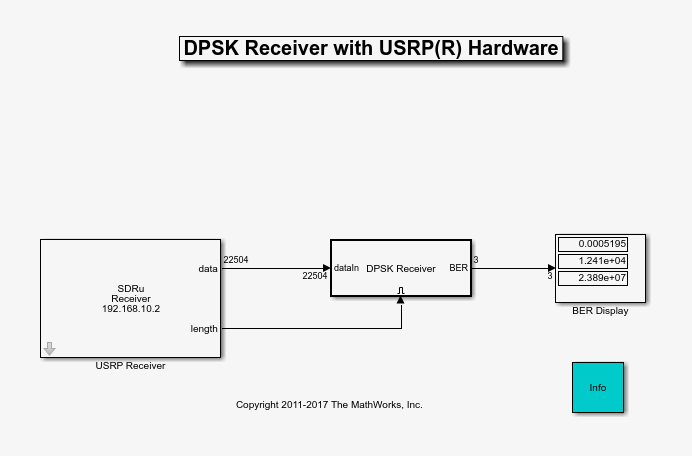 DPSK Receiver with USRP(R) Hardware
data
22504
SDRu
Receiver
192.168.10.2
length
USRP Receiver
22504
dataIn
DPSK Receiver
BER
3
3
0.0005195
1.241e+04
2.389e+07
BER Display
Info
Copyright 2011-2017 The MathWorks, Inc.